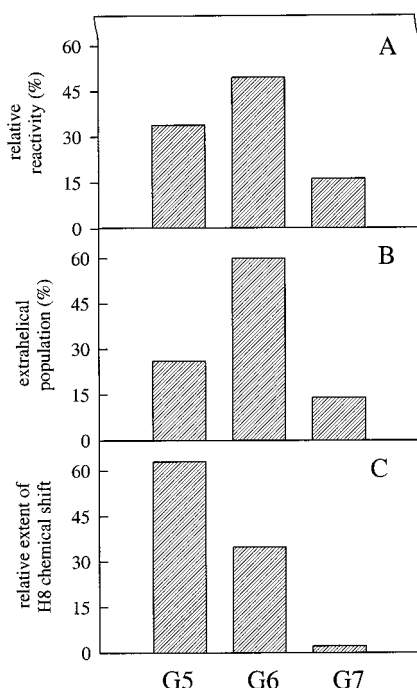 A
60
45
30
15
0
relative
reactivity (%)
B
60
45
30
15
0
extrahelical
population (%)
C
60
45
30
15
0
relative extent of
H8 chemical shift
G5 G6 G7